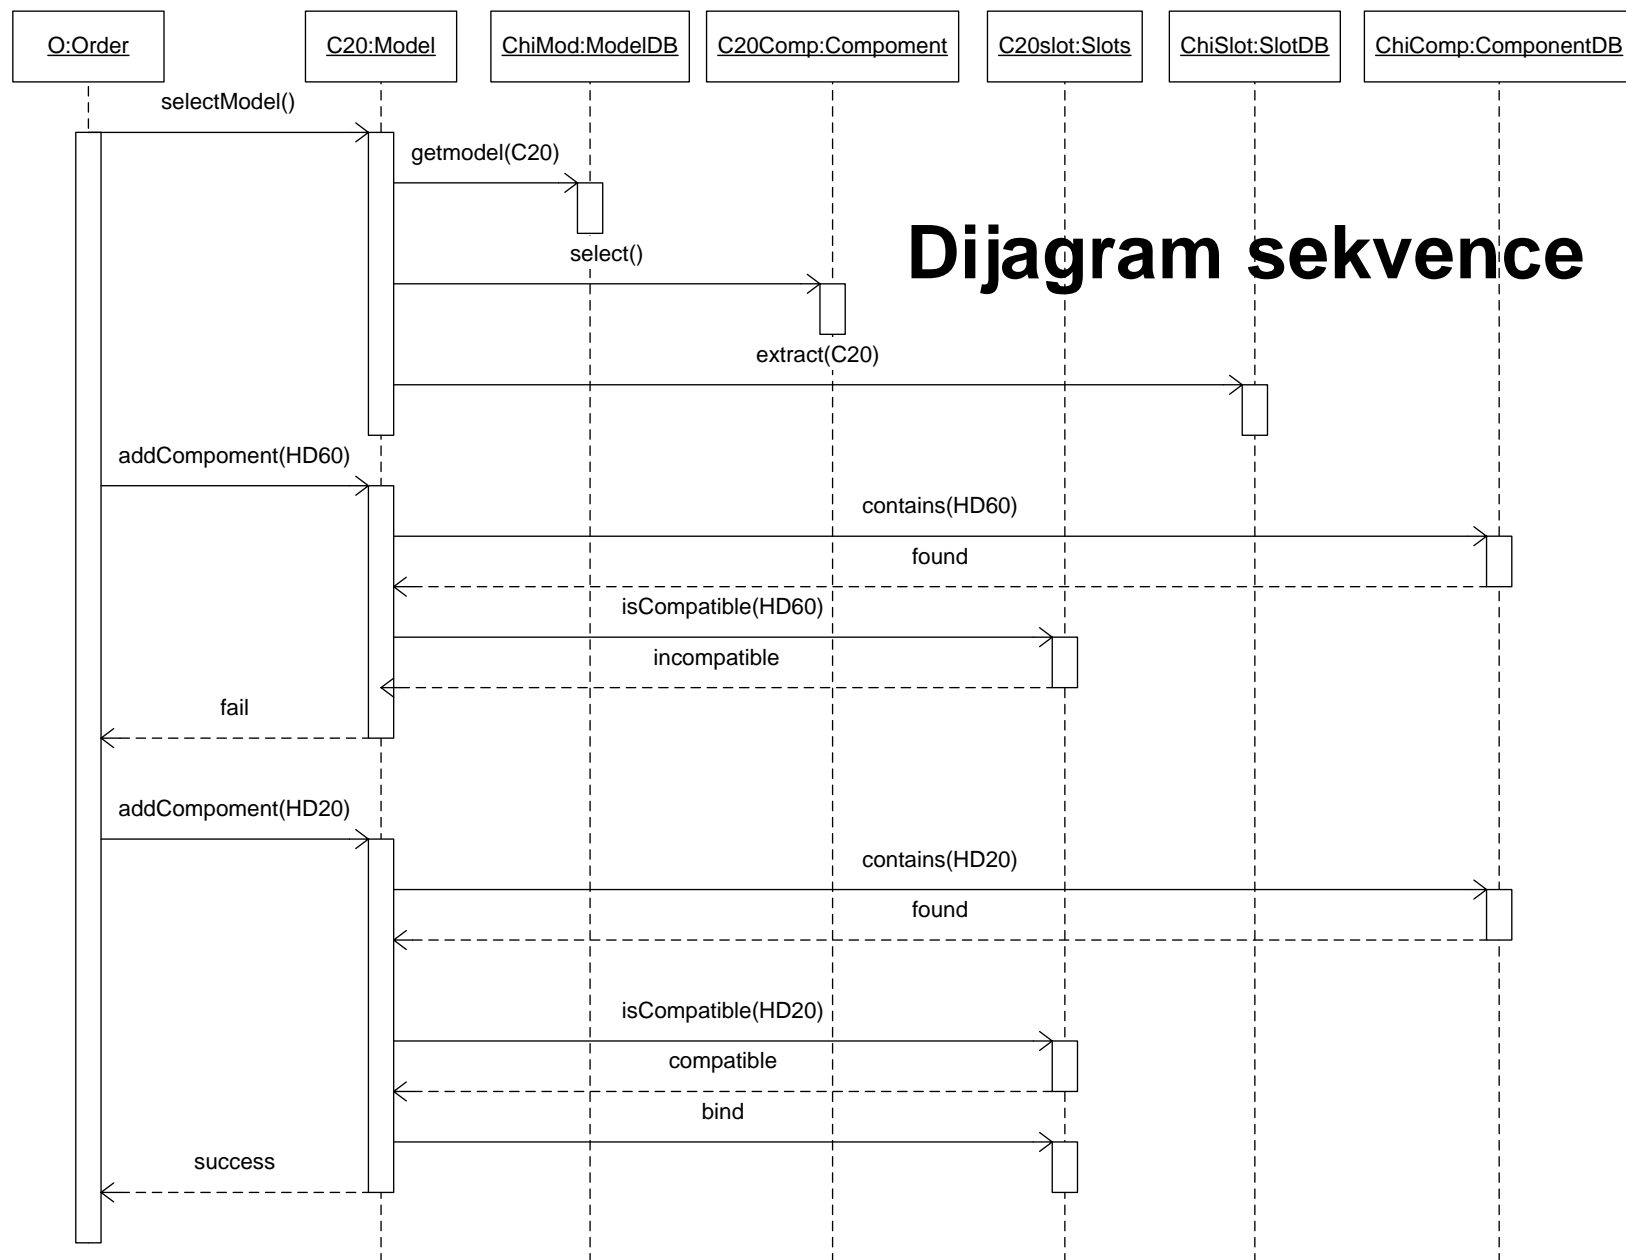 O:Order
C20:Model
ChiMod:ModelDB
C20Comp:Compoment
C20slot:Slots
ChiSlot:SlotDB
ChiComp:ComponentDB
selectModel()
getmodel(C20)
Dijagram sekvence
select()
extract(C20)
addCompoment(HD60)
contains(HD60)
found
isCompatible(HD60)
incompatible
fail
addCompoment(HD20)
contains(HD20)
found
isCompatible(HD20)
compatible
bind
success